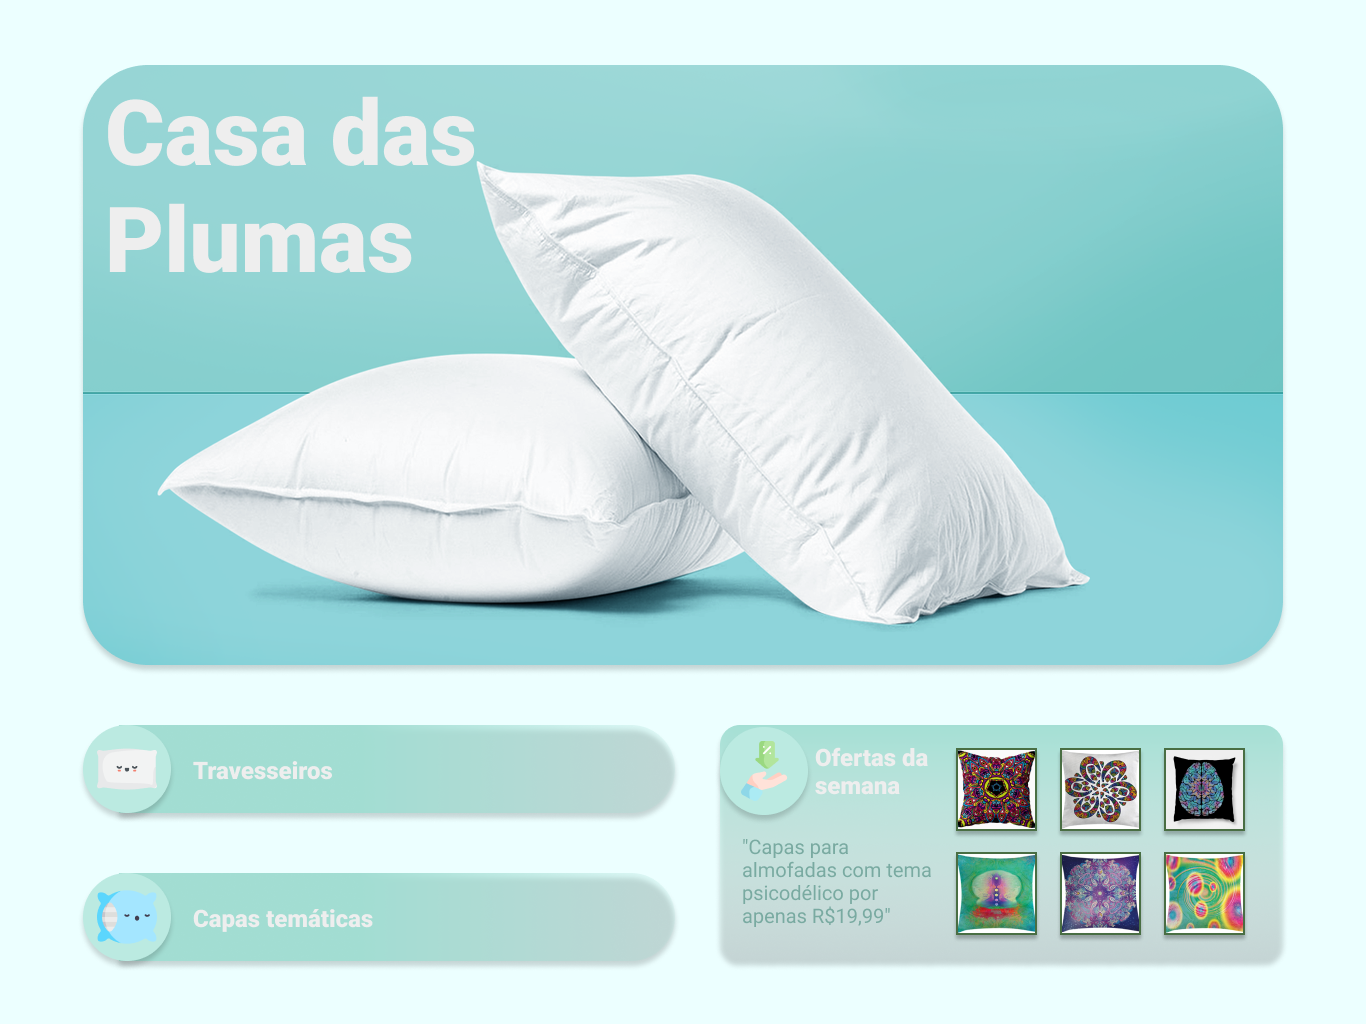 Casa das
Plumas
Travesseiros
Capas temáticas
Ofertas da
semana
"Capas para
almofadas com tema
psicodélico por
apenas R$19,99"